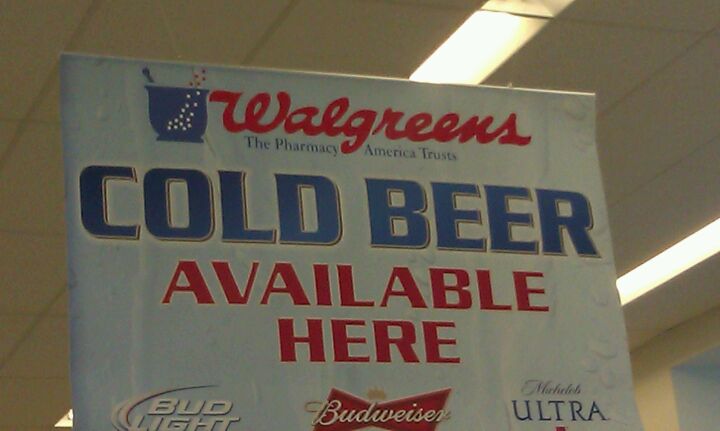 Walgreens
The Pharmacy America Trusts
COLD BEER
AVAILABLE
HERE
BUD LIGHT
Budweiser
Michelob ULTRA